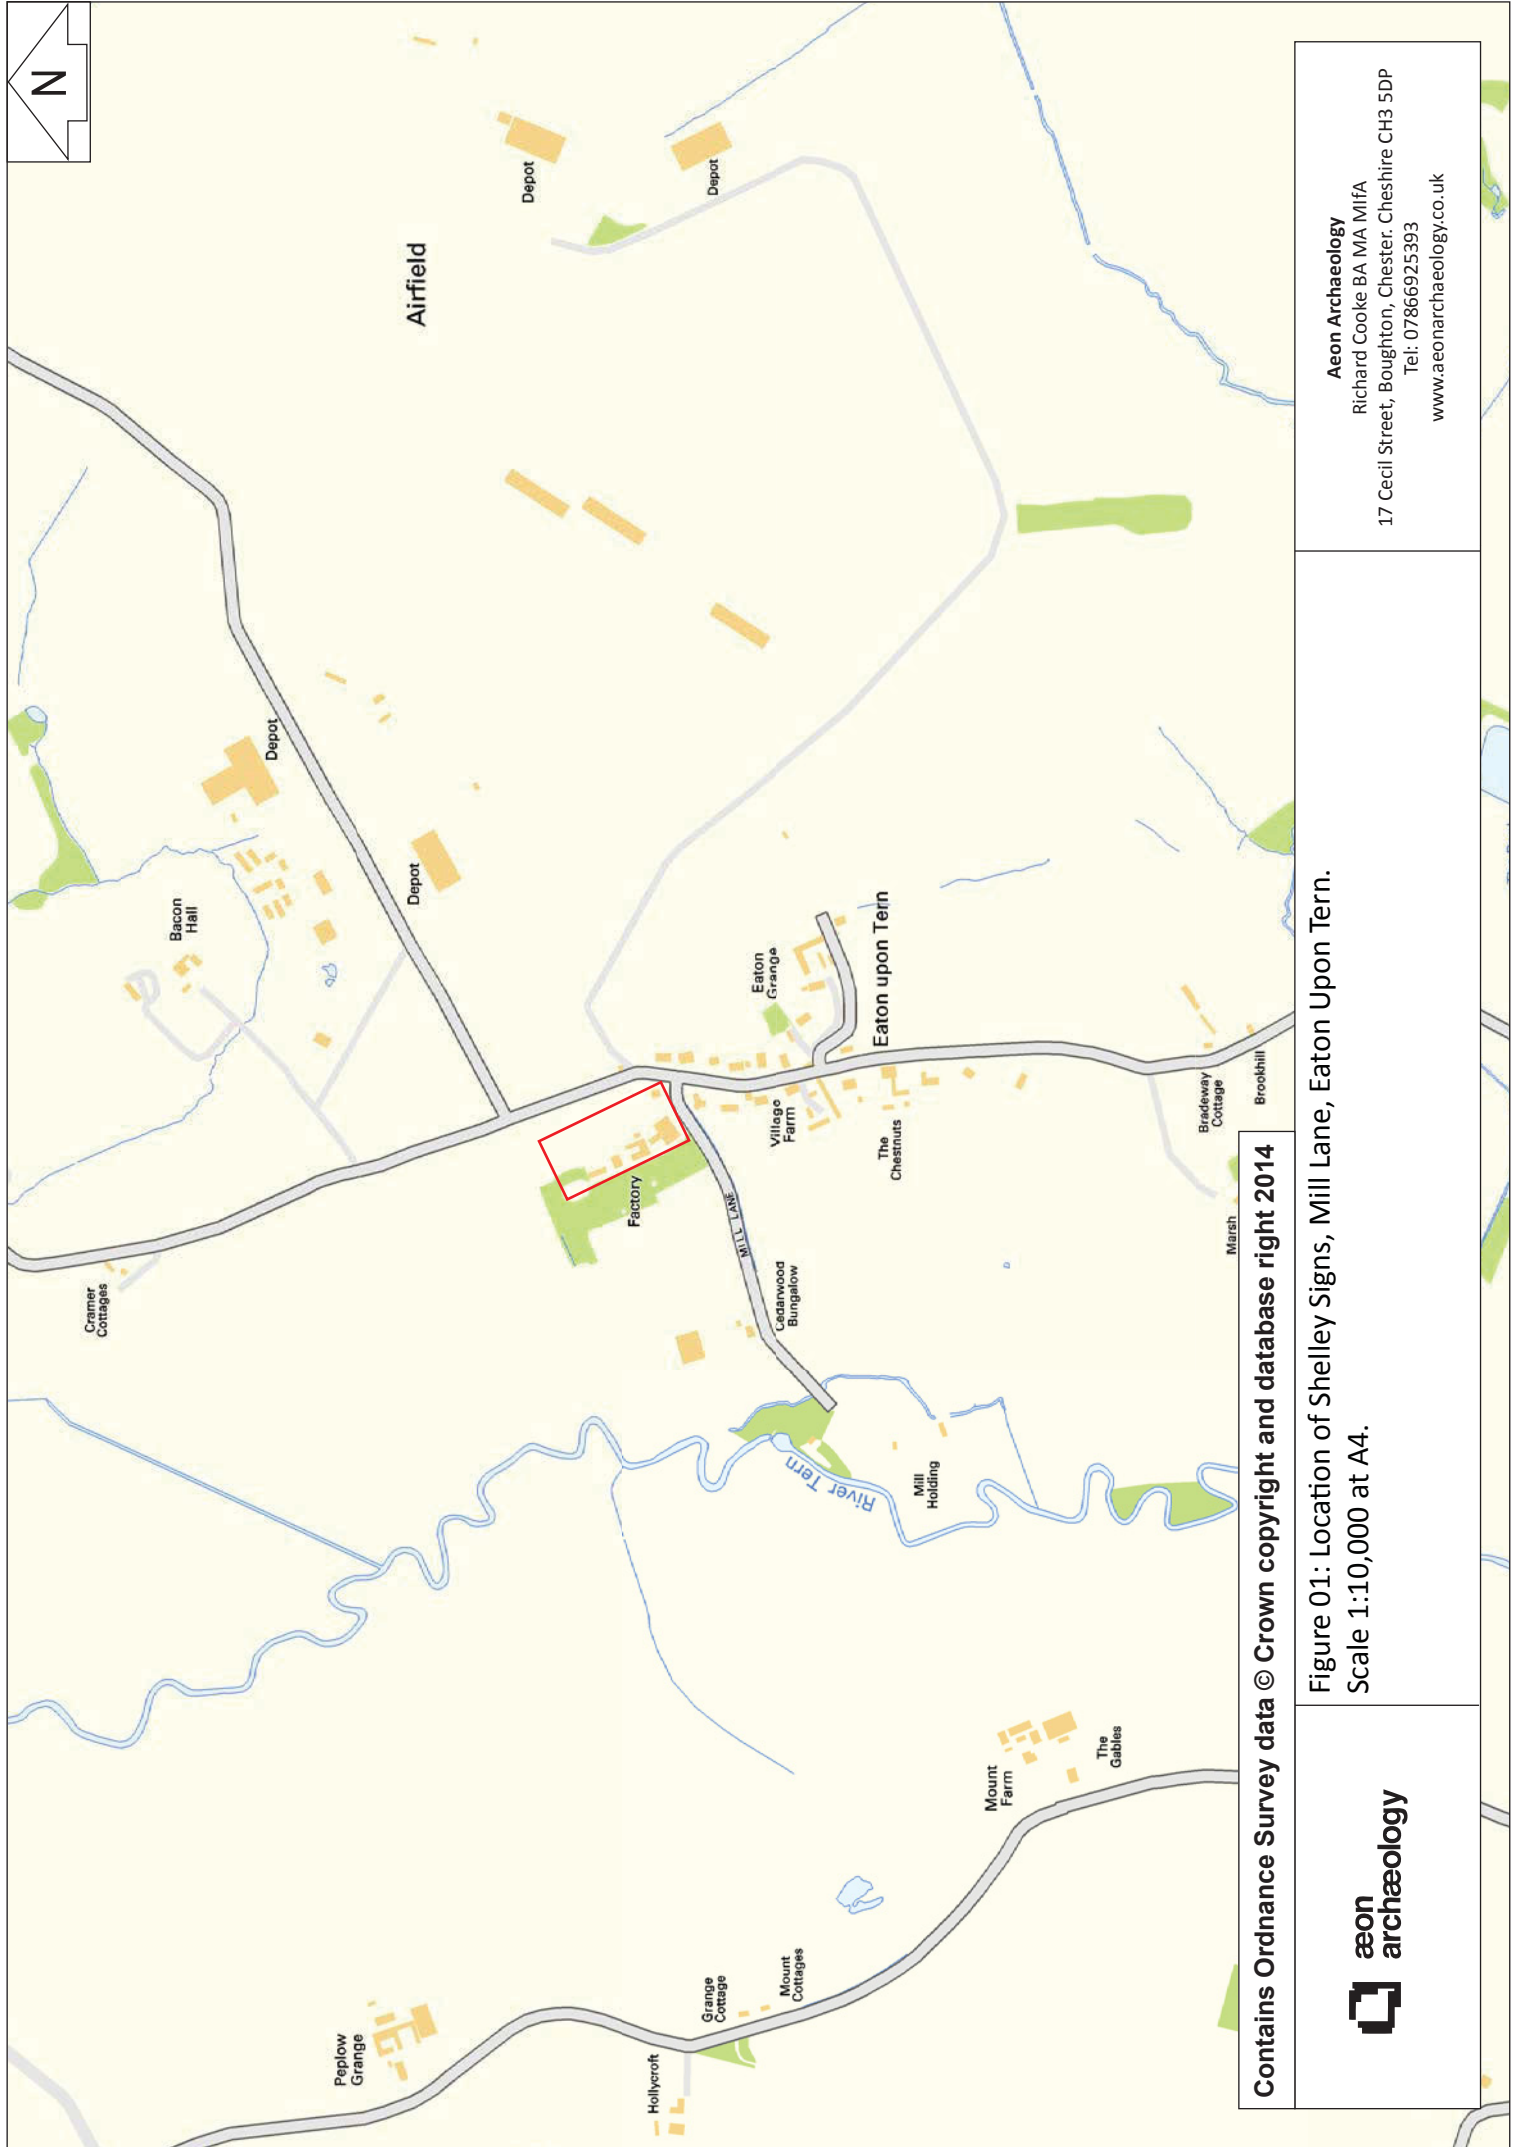 N
Airfield
Depot
Depot
Depot
Depot
Bacon
Hall
Cramer
Cottages
Factory
MILL LANE
Cedarwood
Bungalow
Eaton
Grange
Eaton upon Tern
Village
Farm
The
Chestnuts
Bradeway
Cottage
Brookhill
Marsh
River Tern
Mill
Holding
Mount
Farm
The
Gables
Peplow
Grange
Hollycroft
Grange
Cottage
Mount
Cottages
Contains Ordnance Survey data © Crown copyright and database right 2014
æon
archæology
Figure 01: Location of Shelley Signs, Mill Lane, Eaton Upon Tern.
Scale 1:10,000 at A4.
Aeon Archaeology
Richard Cooke BA MA MIfA
17 Cecil Street, Boughton, Chester. Cheshire CH3 5DP
Tel: 07866925393
www.aeonarchaeology.co.uk